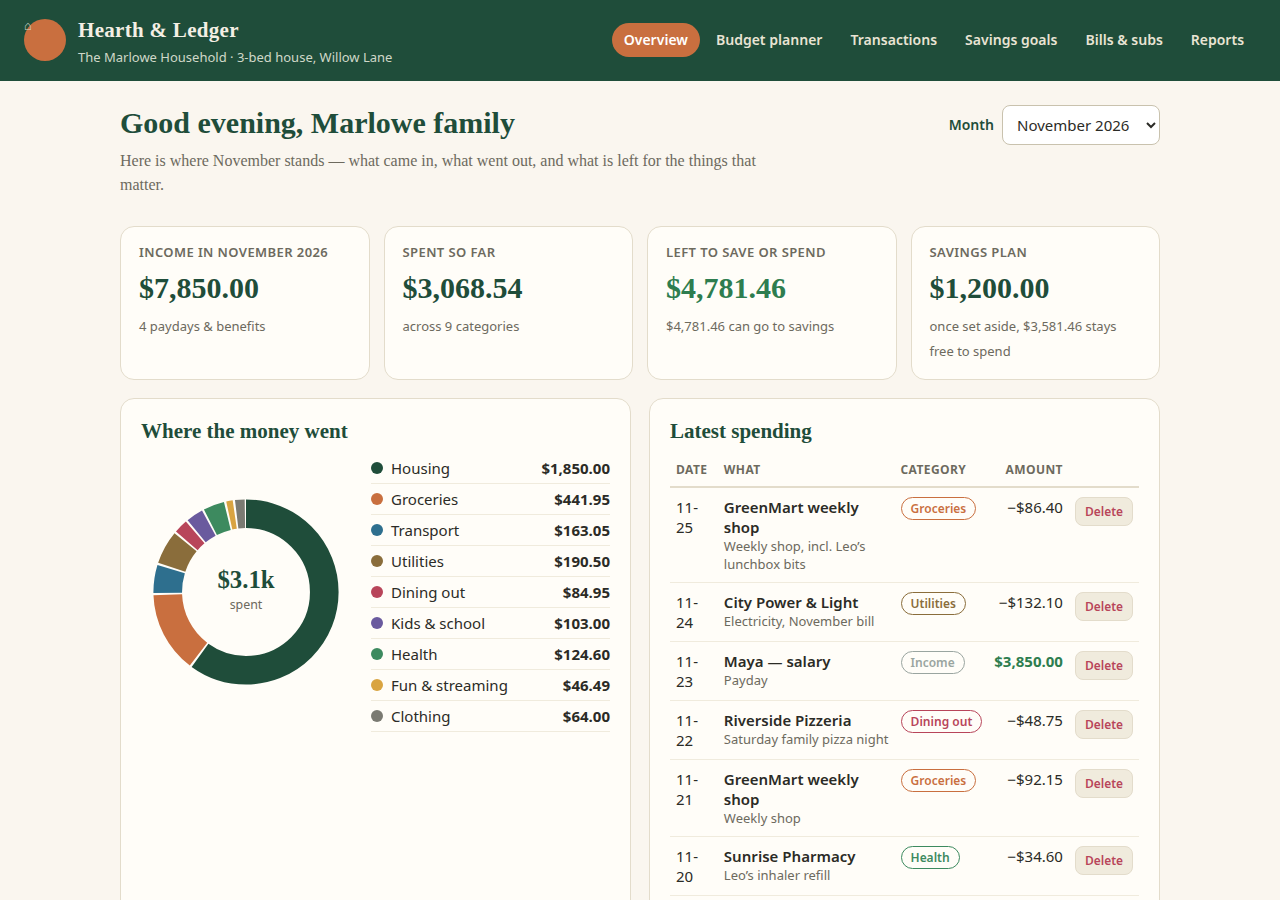 Hearth & Ledger
The Marlowe Household · 3-bed house, Willow Lane
Overview
Budget planner
Transactions
Savings goals
Bills & subs
Reports
Good evening, Marlowe family
Month
November 2026
Here is where November stands — what came in, what went out, and what is left for the things that
matter.
INCOME IN NOVEMBER 2026
$7,850.00
4 paydays & benefits
SPENT SO FAR
$3,068.54
across 9 categories
LEFT TO SAVE OR SPEND
$4,781.46
$4,781.46 can go to savings
SAVINGS PLAN
$1,200.00
once set aside, $3,581.46 stays
free to spend
Where the money went
$3.1k
spent
Housing $1,850.00
Groceries $441.95
Transport $163.05
Utilities $190.50
Dining out $84.95
Kids & school $103.00
Health $124.60
Fun & streaming $46.49
Clothing $64.00
Latest spending
DATE WHAT CATEGORY AMOUNT
11- GreenMart weekly Groceries −$86.40 Delete
25 shop
Weekly shop, incl. Leo’s
lunchbox bits
11- City Power & Light Utilities −$132.10 Delete
24 Electricity, November bill
11- Maya — salary Income $3,850.00 Delete
23 Payday
11- Riverside Pizzeria Dining out −$48.75 Delete
22 Saturday family pizza night
11- GreenMart weekly Groceries −$92.15 Delete
21 shop
Weekly shop
11- Sunrise Pharmacy Health −$34.60 Delete
20 Leo’s inhaler refill